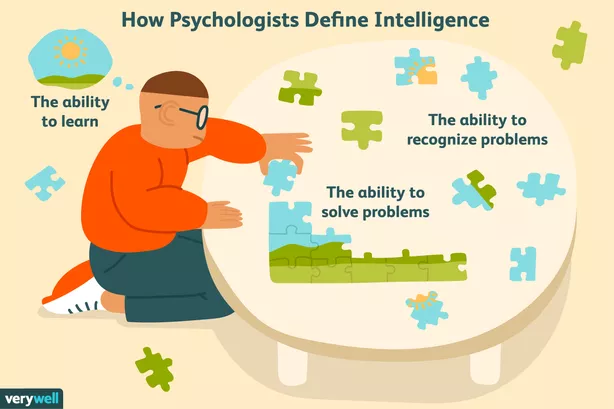 How Psychologists Define Intelligence
The ability
to learn
The ability to
recognize problems
The ability to
solve problems
verywell